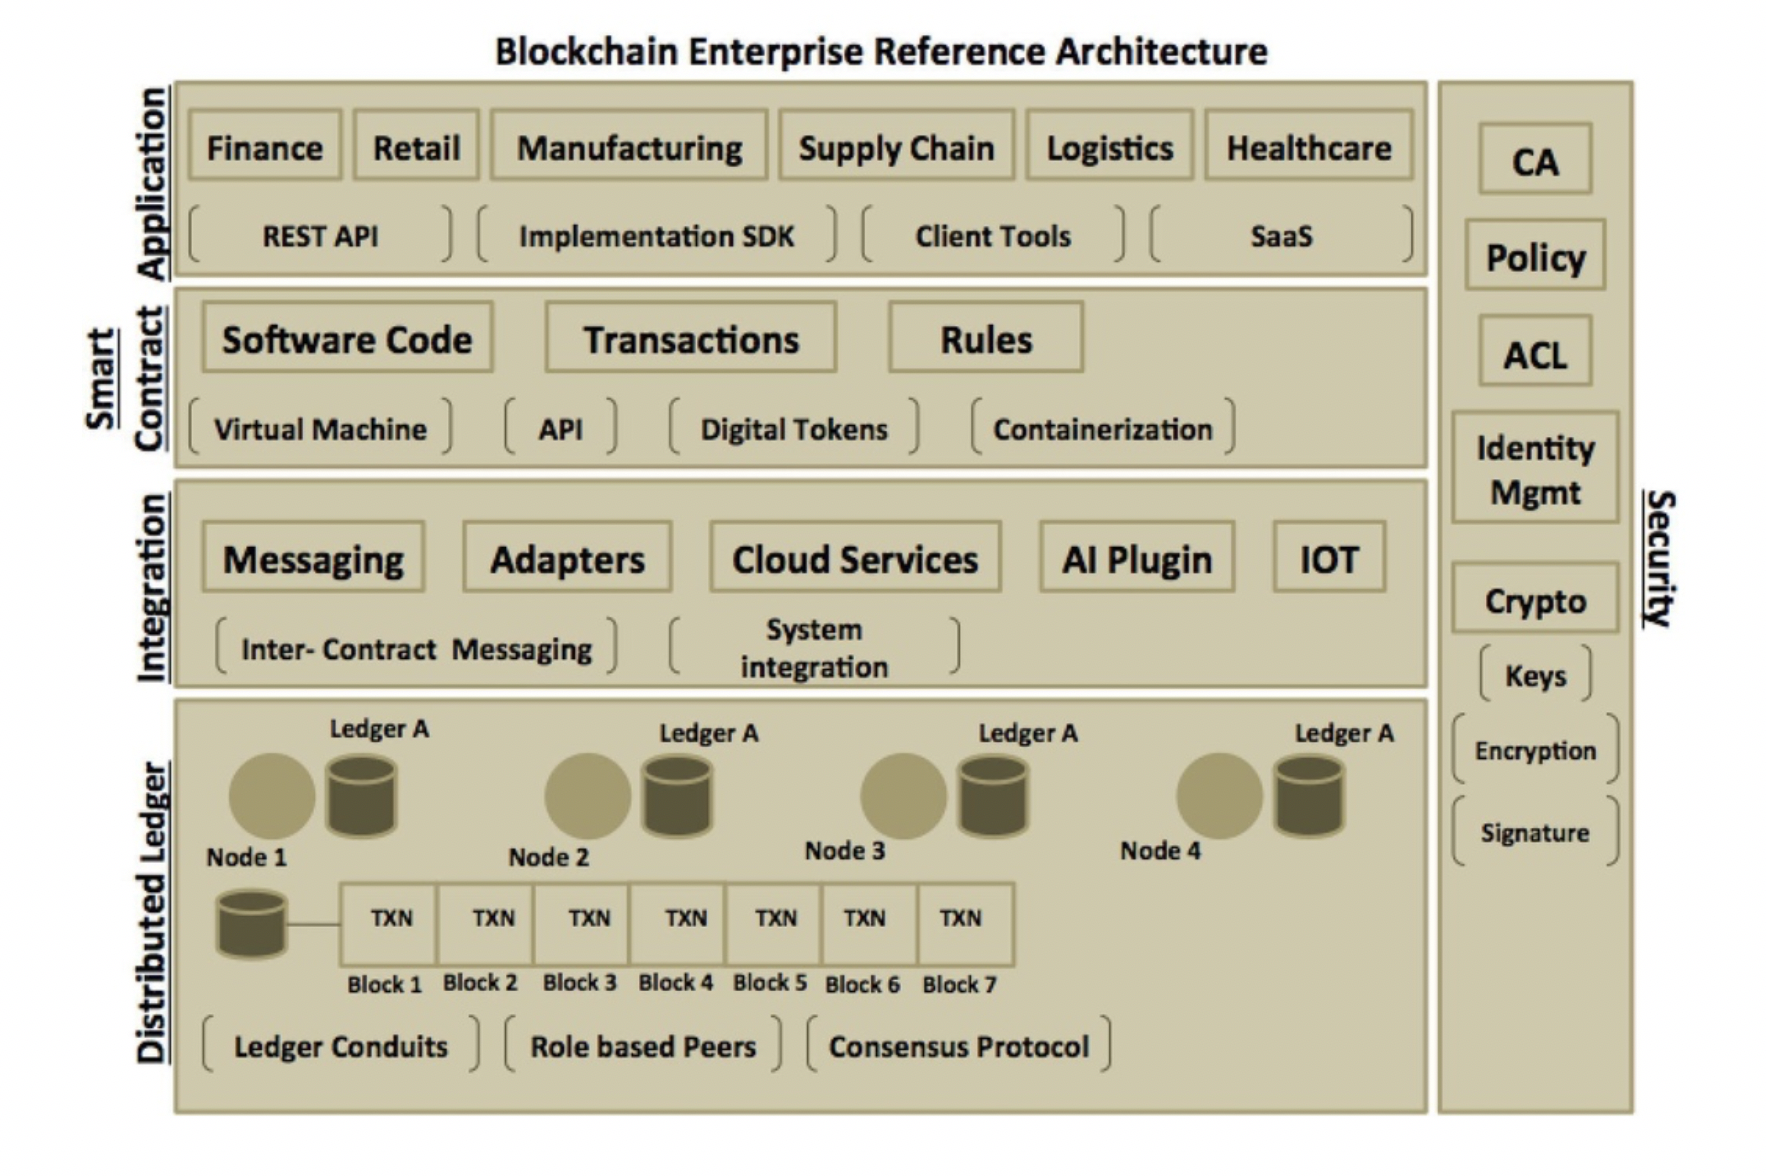 Blockchain Enterprise Reference Architecture
Application
Finance Retail Manufacturing Supply Chain Logistics Healthcare
REST API Implementation SDK Client Tools SaaS
Smart
Contract
Software Code Transactions Rules
Virtual Machine API Digital Tokens Containerization
Integration
Messaging Adapters Cloud Services AI Plugin IOT
Inter- Contract Messaging
System
integration
Distributed Ledger
Ledger A Ledger A Ledger A Ledger A
Node 1 Node 2 Node 3 Node 4
TXN TXN TXN TXN TXN TXN TXN
Block 1 Block 2 Block 3 Block 4 Block 5 Block 6 Block 7
Ledger Conduits Role based Peers Consensus Protocol
Security
CA
Policy
ACL
Identity
Mgmt
Crypto
Keys
Encryption
Signature